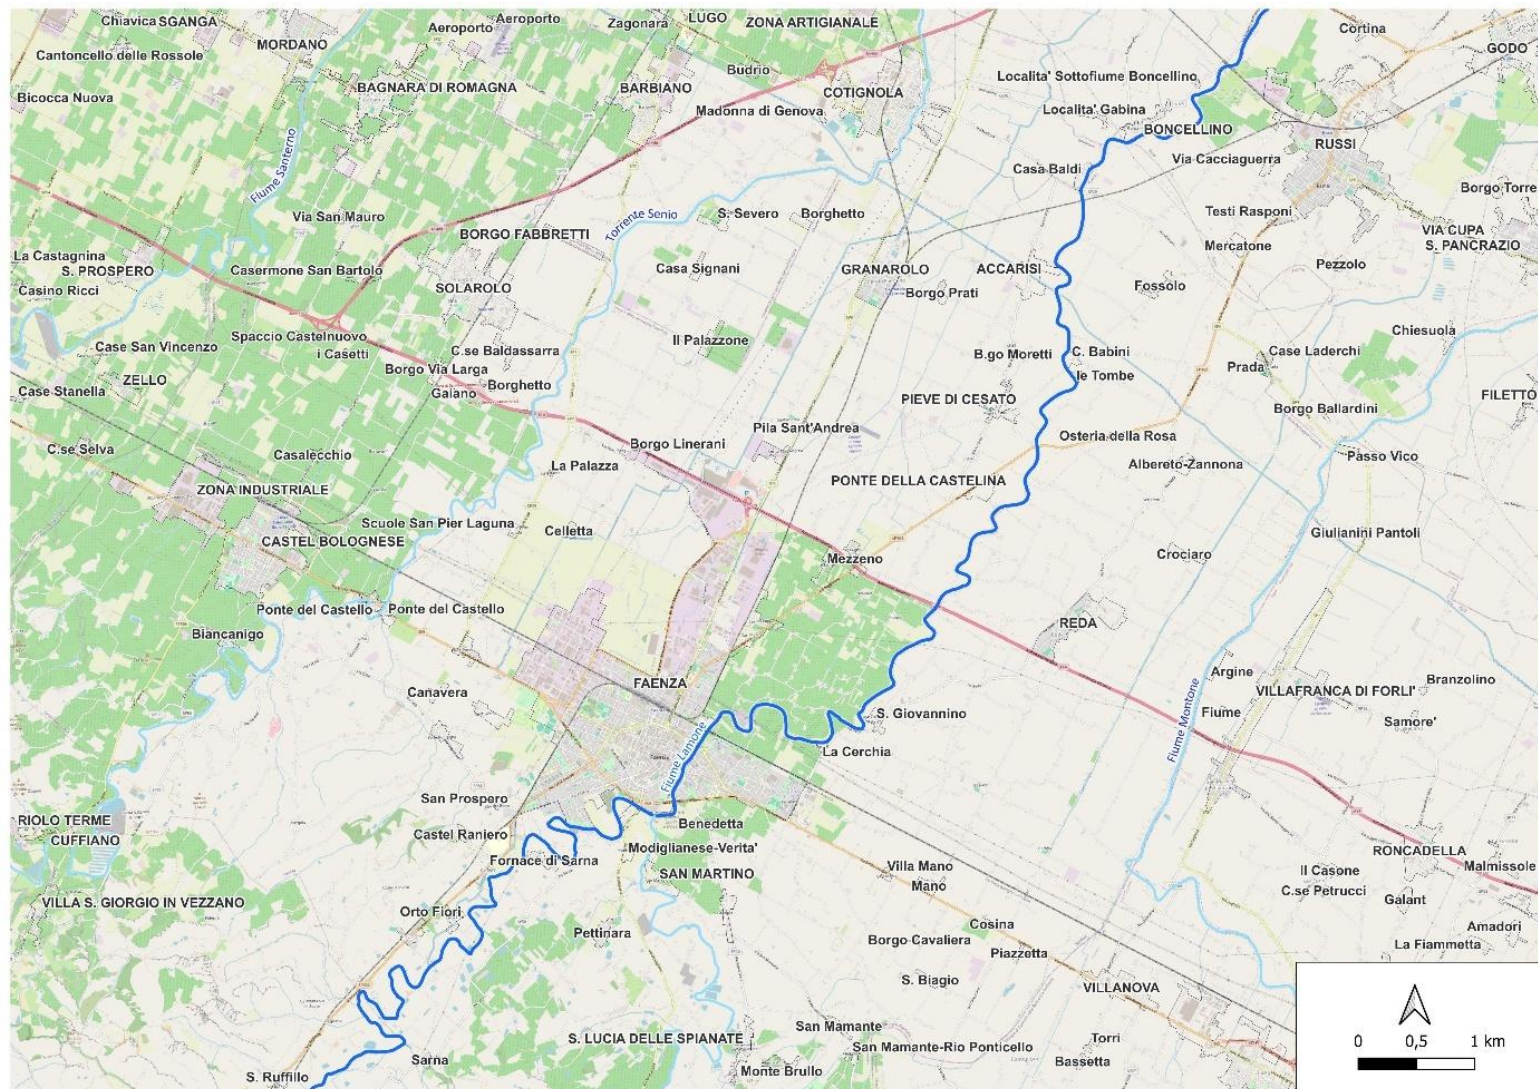 Chiavica SGANGA
Aeroporto
Aeroporto
Zagonara
LUGO
ZONA ARTIGIANALE
Cortina
GODO
Cantoncello delle Rossole
MORDANO
Budrio
Localita' Sottofiume Boncellino
Bicocca Nuova
BAGNARA DI ROMAGNA
BARBIANO
COTIGNOLA
Madonna di Genova
Localita' Gabina
BONCELLINO
RUSSI
Fiume Santerno
Casa Baldi
Via Cacciaguerra
Borgo Torre
Via San Mauro
Torrente Senio
S. Severo
Borghetto
Testi Rasponi
BORGO FABBRETTI
Mercatone
VIA CUPA
S. PANCRAZIO
La Castagnina
S. PROSPERO
Casermone San Bartolo
Casa Signani
GRANAROLO
ACCARISI
Pezzolo
Casino Ricci
SOLAROLO
Borgo Prati
Fossolo
Spaccio Castelnuovo
Il Palazzone
Chiesuola
Case San Vincenzo
i Casetti
C.se Baldassarra
B.go Moretti
C. Babini
Case Laderchi
ZELLO
Borgo Via Larga
Prada
Case Stanella
Gaiano
Borghetto
le Tombe
PIEVE DI CESATO
FILETTO
Borgo Ballardini
Pila Sant'Andrea
Osteria della Rosa
C.se Selva
Casalecchio
Borgo Linerani
Passo Vico
La Palazza
Albereto-Zannona
ZONA INDUSTRIALE
PONTE DELLA CASTELINA
Scuole San Pier Laguna
Celletta
Giulianini Pantoli
CASTEL BOLOGNESE
Mezzeno
Crociaro
Ponte del Castello
Ponte del Castello
REDA
Biancanigo
Argine
Branzolino
FAENZA
VILLAFRANCA DI FORLI'
Canavera
S. Giovannino
Fiume
Samore'
Fiume Lamone
La Cerchia
Fiume Montone
Faenza
San Prospero
RIOLO TERME
CUFFIANO
Benedetta
Castel Raniero
Modiglianese-Verita'
RONCADELLA
Fornace di Sarna
SAN MARTINO
Villa Mano
Mano
Il Casone
Malmissole
C.se Petrucci
VILLA S. GIORGIO IN VEZZANO
Orto Fiori
Galant
Pettinara
Cosina
Amadori
Borgo Cavaliera
La Fiammetta
Piazzetta
S. Biagio
VILLANOVA
San Mamante
S. LUCIA DELLE SPIANATE
San Mamante-Rio Ponticello
Torri
Sarna
Bassetta
S. Ruffillo
Monte Brullo
0 0,5 1 km